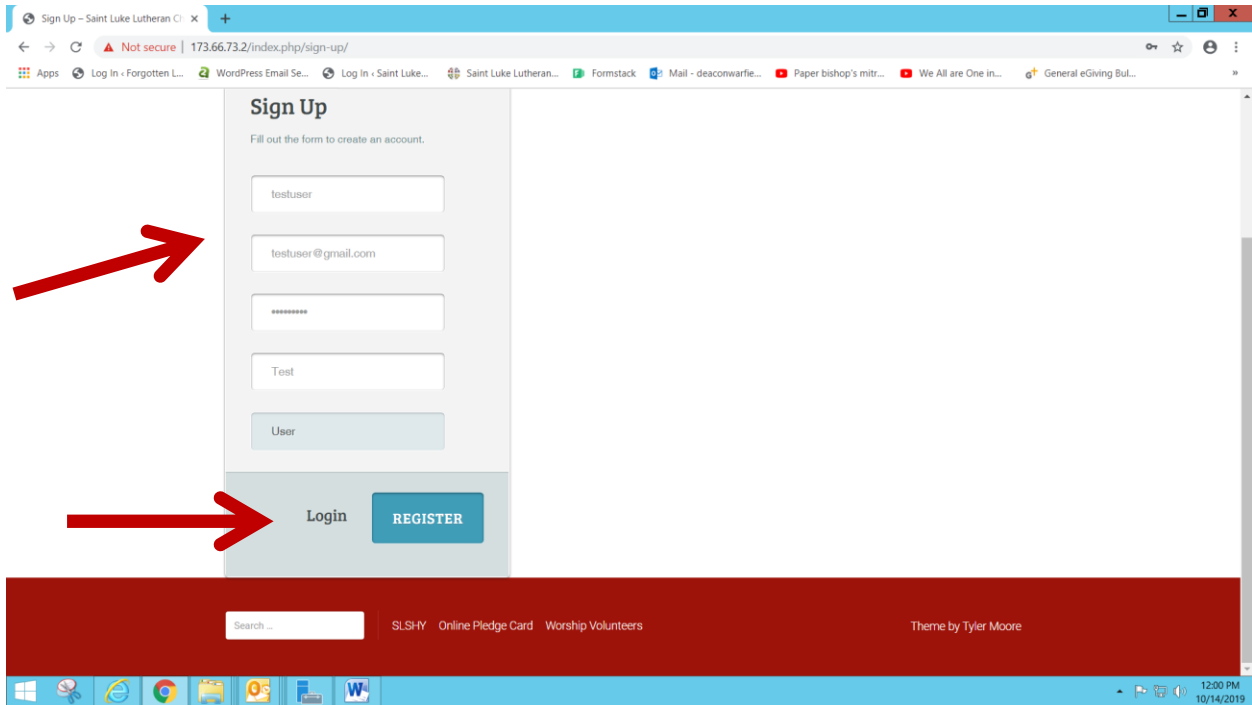 Sign Up – Saint Luke Lutheran C
Not secure | 173.66.73.2/index.php/sign-up/
Apps Log In ‹ Forgotten L... WordPress Email Se... Log In ‹ Saint Luke... Saint Luke Lutheran... Formstack Mail - deaconwarfie... Paper bishop's mitr... We All are One in... General eGiving Bul... »
Sign Up
Fill out the form to create an account.
testuser
testuser@gmail.com
•••••••••
Test
User
Login REGISTER
Search ... SLSHY Online Pledge Card Worship Volunteers Theme by Tyler Moore
12:00 PM
10/14/2019